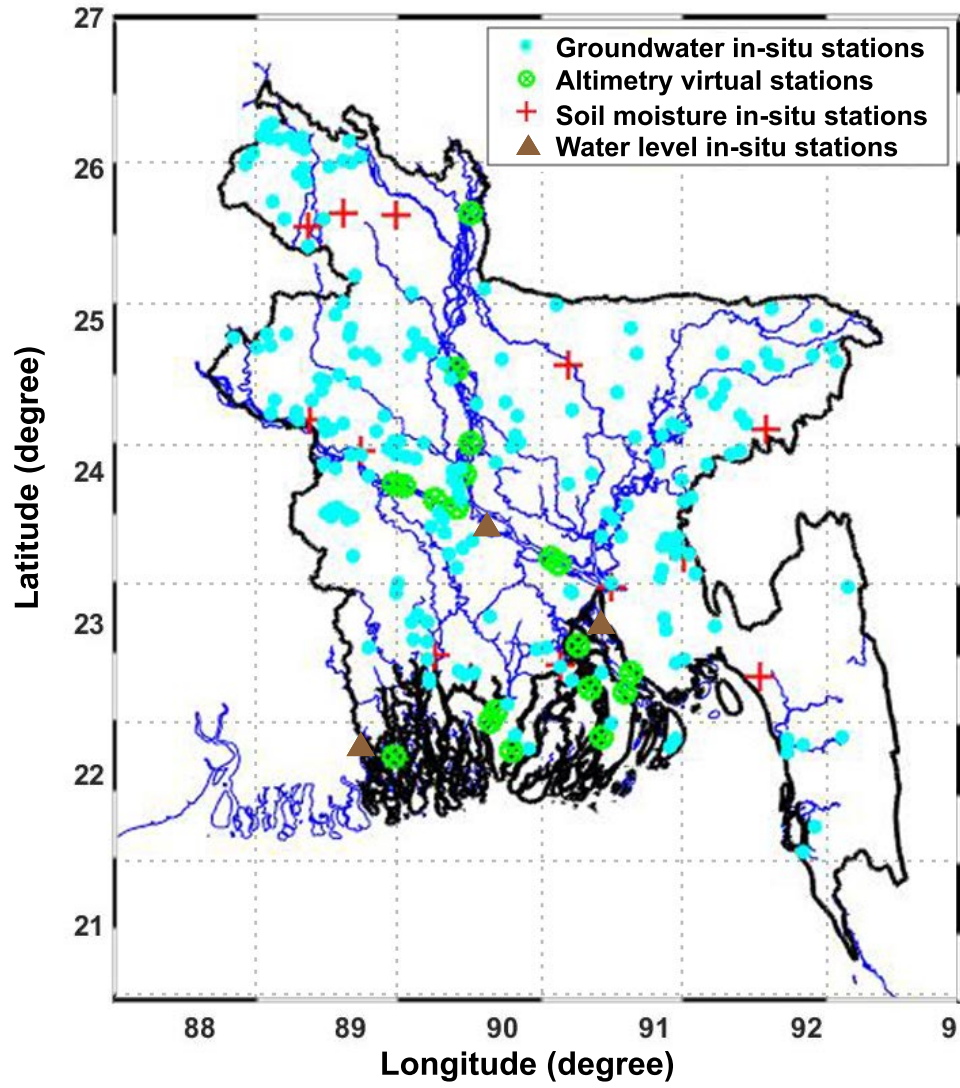 Groundwater in-situ stations
Altimetry virtual stations
Soil moisture in-situ stations
Water level in-situ stations
27
26
25
24
23
22
21
Latitude (degree)
88 89 90 91 92 9
Longitude (degree)